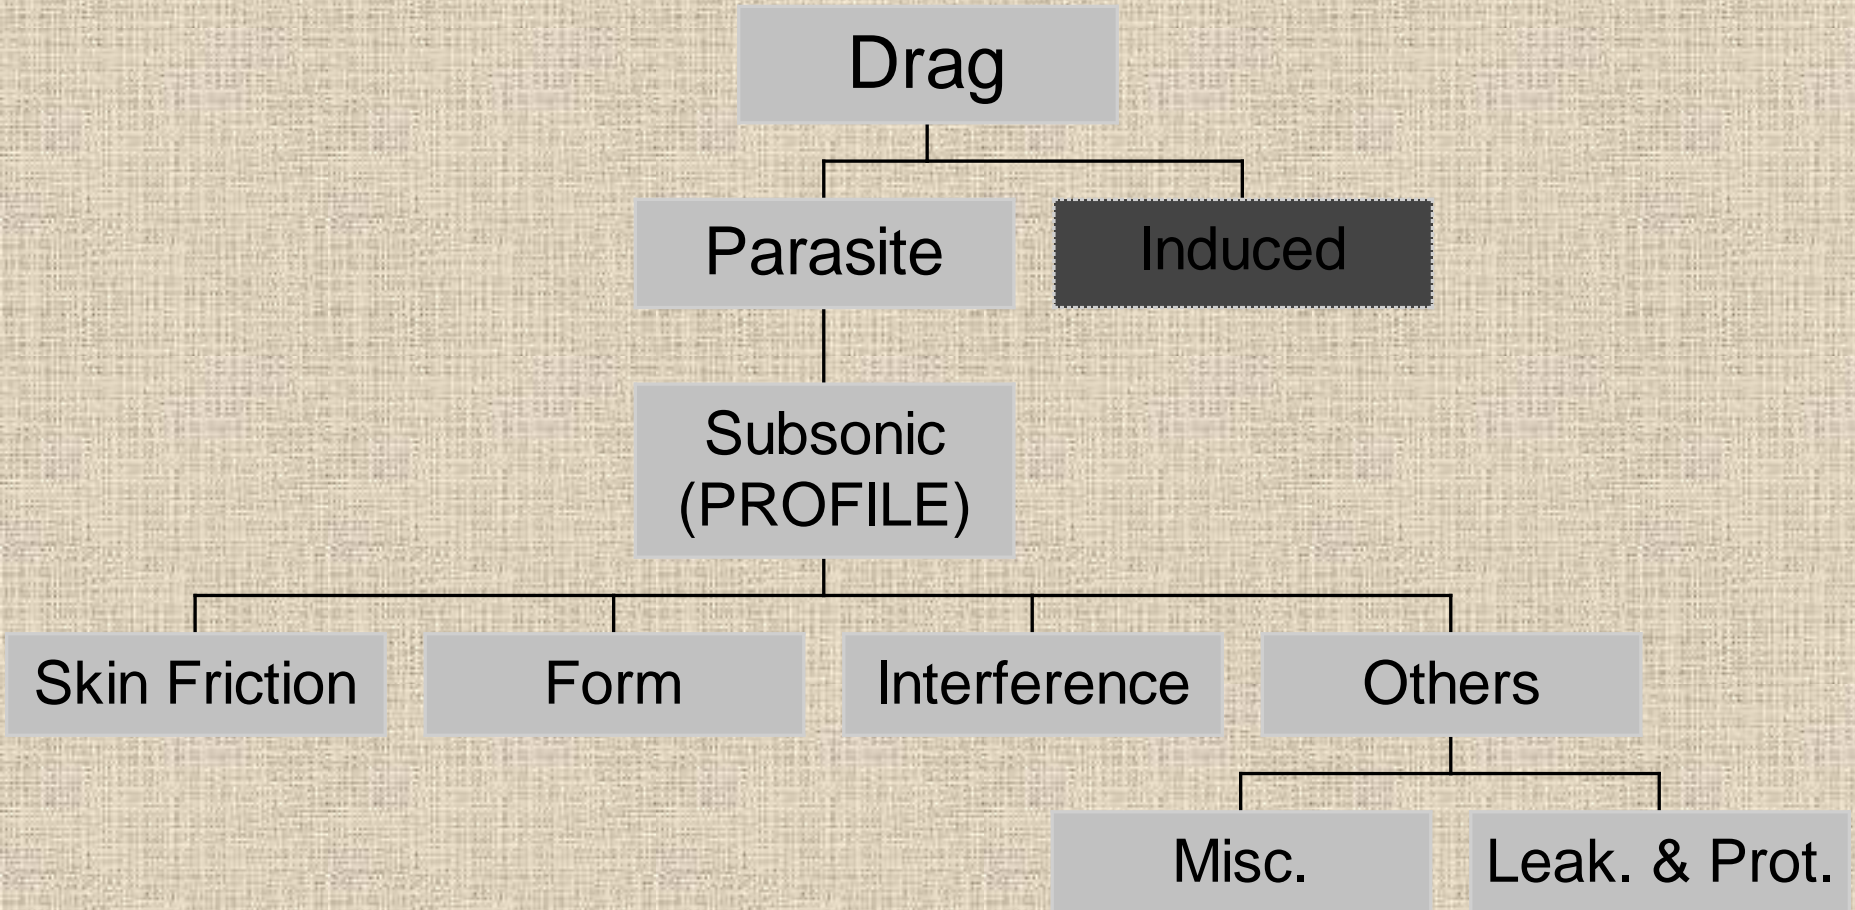 Drag
Parasite
Induced
Subsonic
(PROFILE)
Skin Friction
Form
Interference
Others
Misc.
Leak. & Prot.